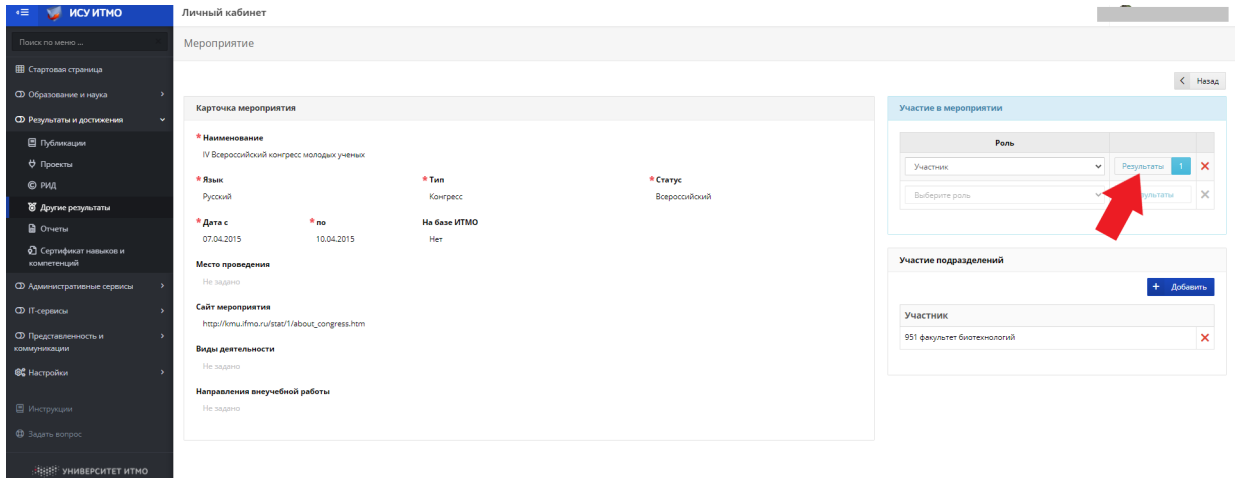 ИСУ ИТМО
Личный кабинет
Поиск по меню ...
Мероприятие
Стартовая страница
Образование и наука
Результаты и достижения
Публикации
Проекты
РИД
Другие результаты
Отчеты
Сертификат навыков и
компетенций
Административные сервисы
IT-сервисы
Представленность и
коммуникации
Настройки
Инструкции
Задать вопрос
УНИВЕРСИТЕТ ИТМО
Назад
Карточка мероприятия
* Наименование
IV Всероссийский конгресс молодых ученых
* Язык * Тип * Статус
Русский Конгресс Всероссийский
* Дата с * по На базе ИТМО
07.04.2015 10.04.2015 Нет
Место проведения
Не задано
Сайт мероприятия
http://kmu.ifmo.ru/stat/1/about_congress.htm
Виды деятельности
Не задано
Направления внеучебной работы
Не задано
Участие в мероприятии
Роль
Участник Результаты 1
Выберите роль
Участие подразделений
+ Добавить
Участник
951 факультет биотехнологий